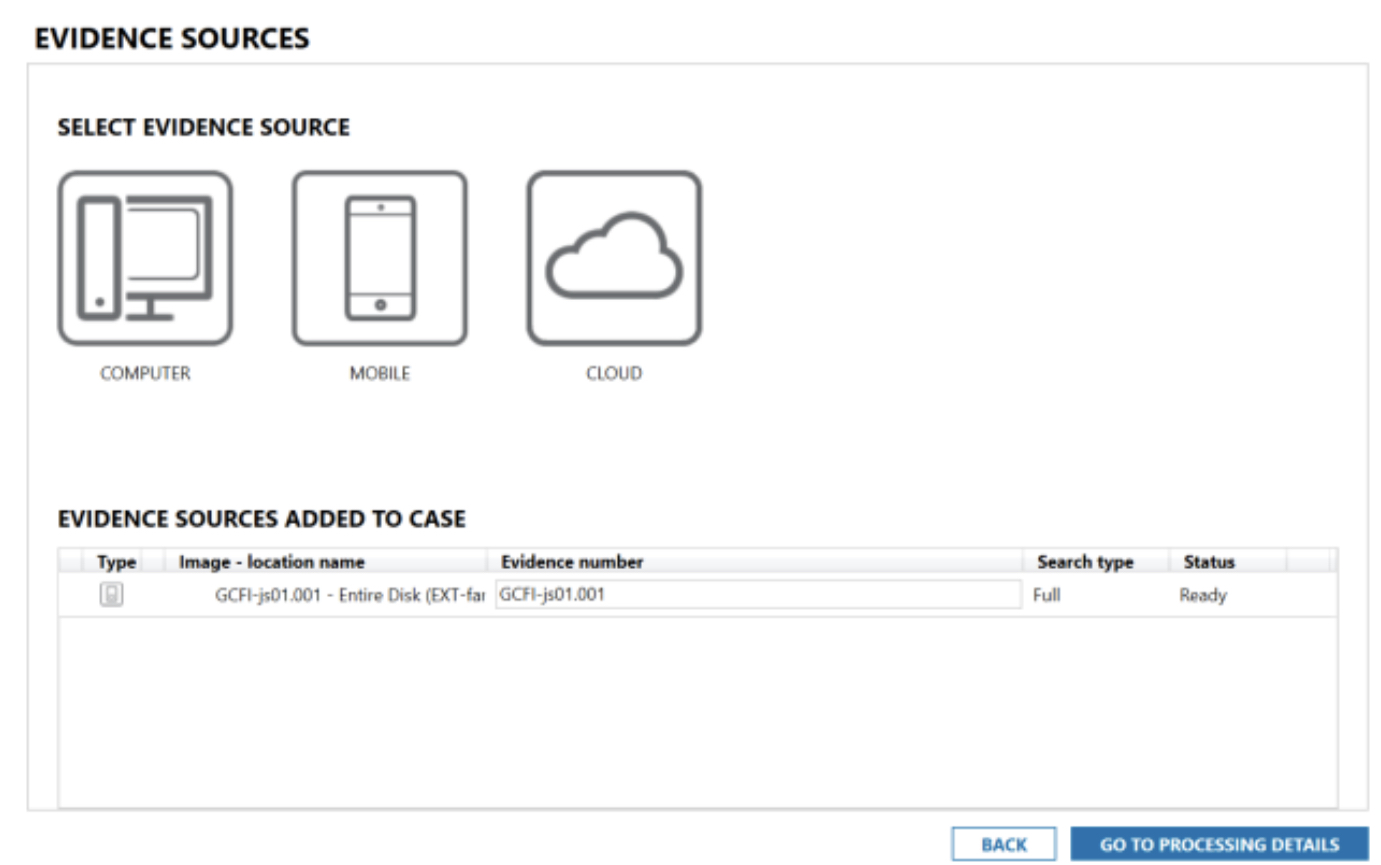 EVIDENCE SOURCES
SELECT EVIDENCE SOURCE
COMPUTER MOBILE CLOUD
EVIDENCE SOURCES ADDED TO CASE
Type Image - location name Evidence number Search type Status
GCFI-js01.001 - Entire Disk (EXT-far GCFI-js01.001 Full Ready
BACK GO TO PROCESSING DETAILS